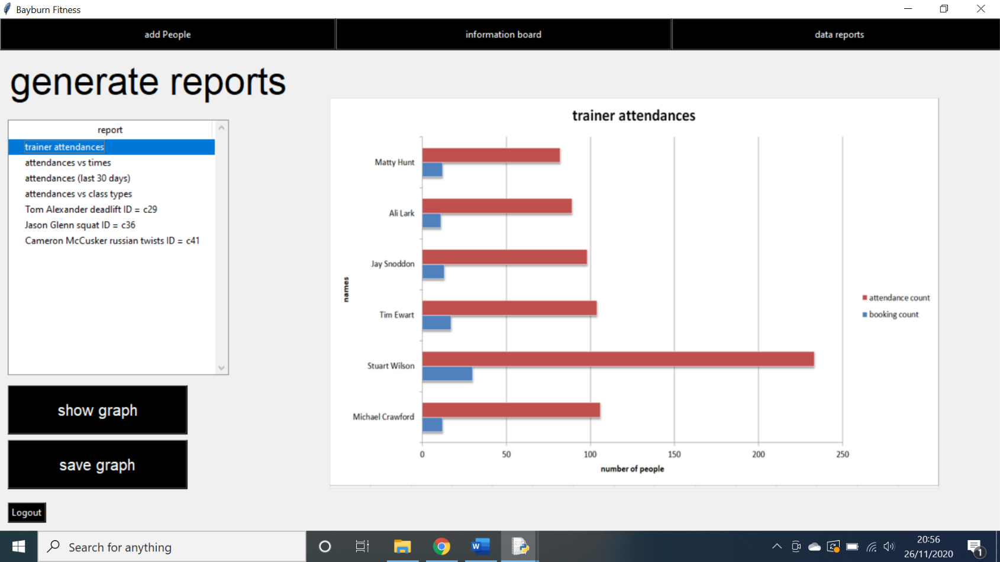 Bayburn Fitness
add People
information board
data reports
generate reports
report
trainer attendances
attendances vs times
attendances (last 30 days)
attendances vs class types
Tom Alexander deadlift ID = c29
Jason Glenn squat ID = c36
Cameron McCusker russian twists ID = c41
show graph
save graph
Logout
trainer attendances
names
Matty Hunt
Ali Lark
Jay Snoddon
Tim Ewart
Stuart Wilson
Michael Crawford
0 50 100 150 200 250
number of people
attendance count
booking count
Search for anything
W
20:56
26/11/2020
1